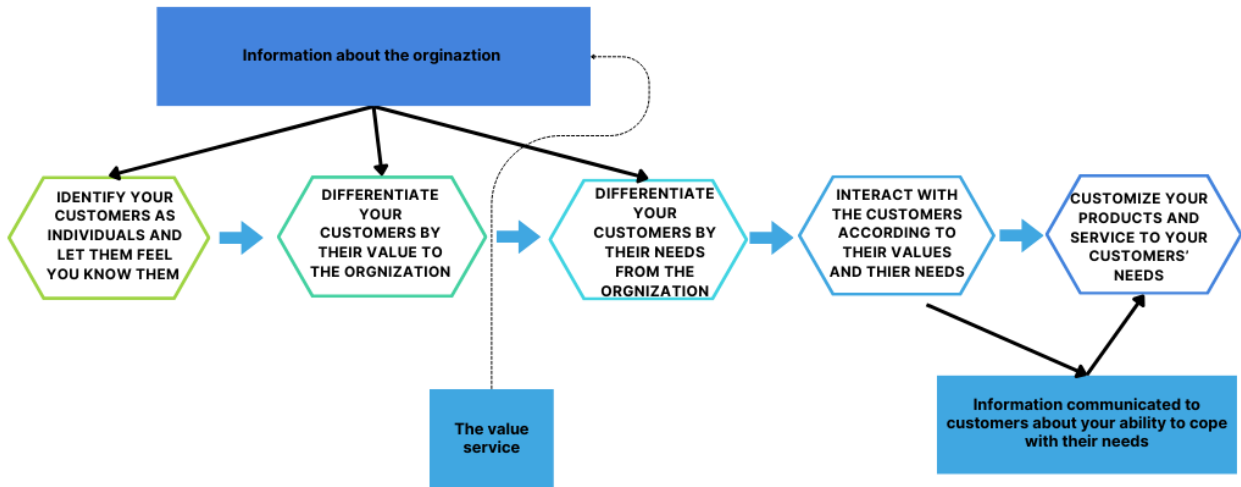 Information about the orginaztion
IDENTIFY YOUR
CUSTOMERS AS
INDIVIDUALS AND
LET THEM FEEL
YOU KNOW THEM
DIFFERENTIATE
YOUR
CUSTOMERS BY
THEIR VALUE TO
THE ORGNIZATION
DIFFERENTIATE
YOUR
CUSTOMERS BY
THEIR NEEDS
FROM THE
ORGNIZATION
INTERACT WITH
THE CUSTOMERS
ACCORDING TO
THEIR VALUES
AND THIER NEEDS
CUSTOMIZE YOUR
PRODUCTS AND
SERVICE TO YOUR
CUSTOMERS’
NEEDS
The value
service
Information communicated to
customers about your ability to cope
with their needs